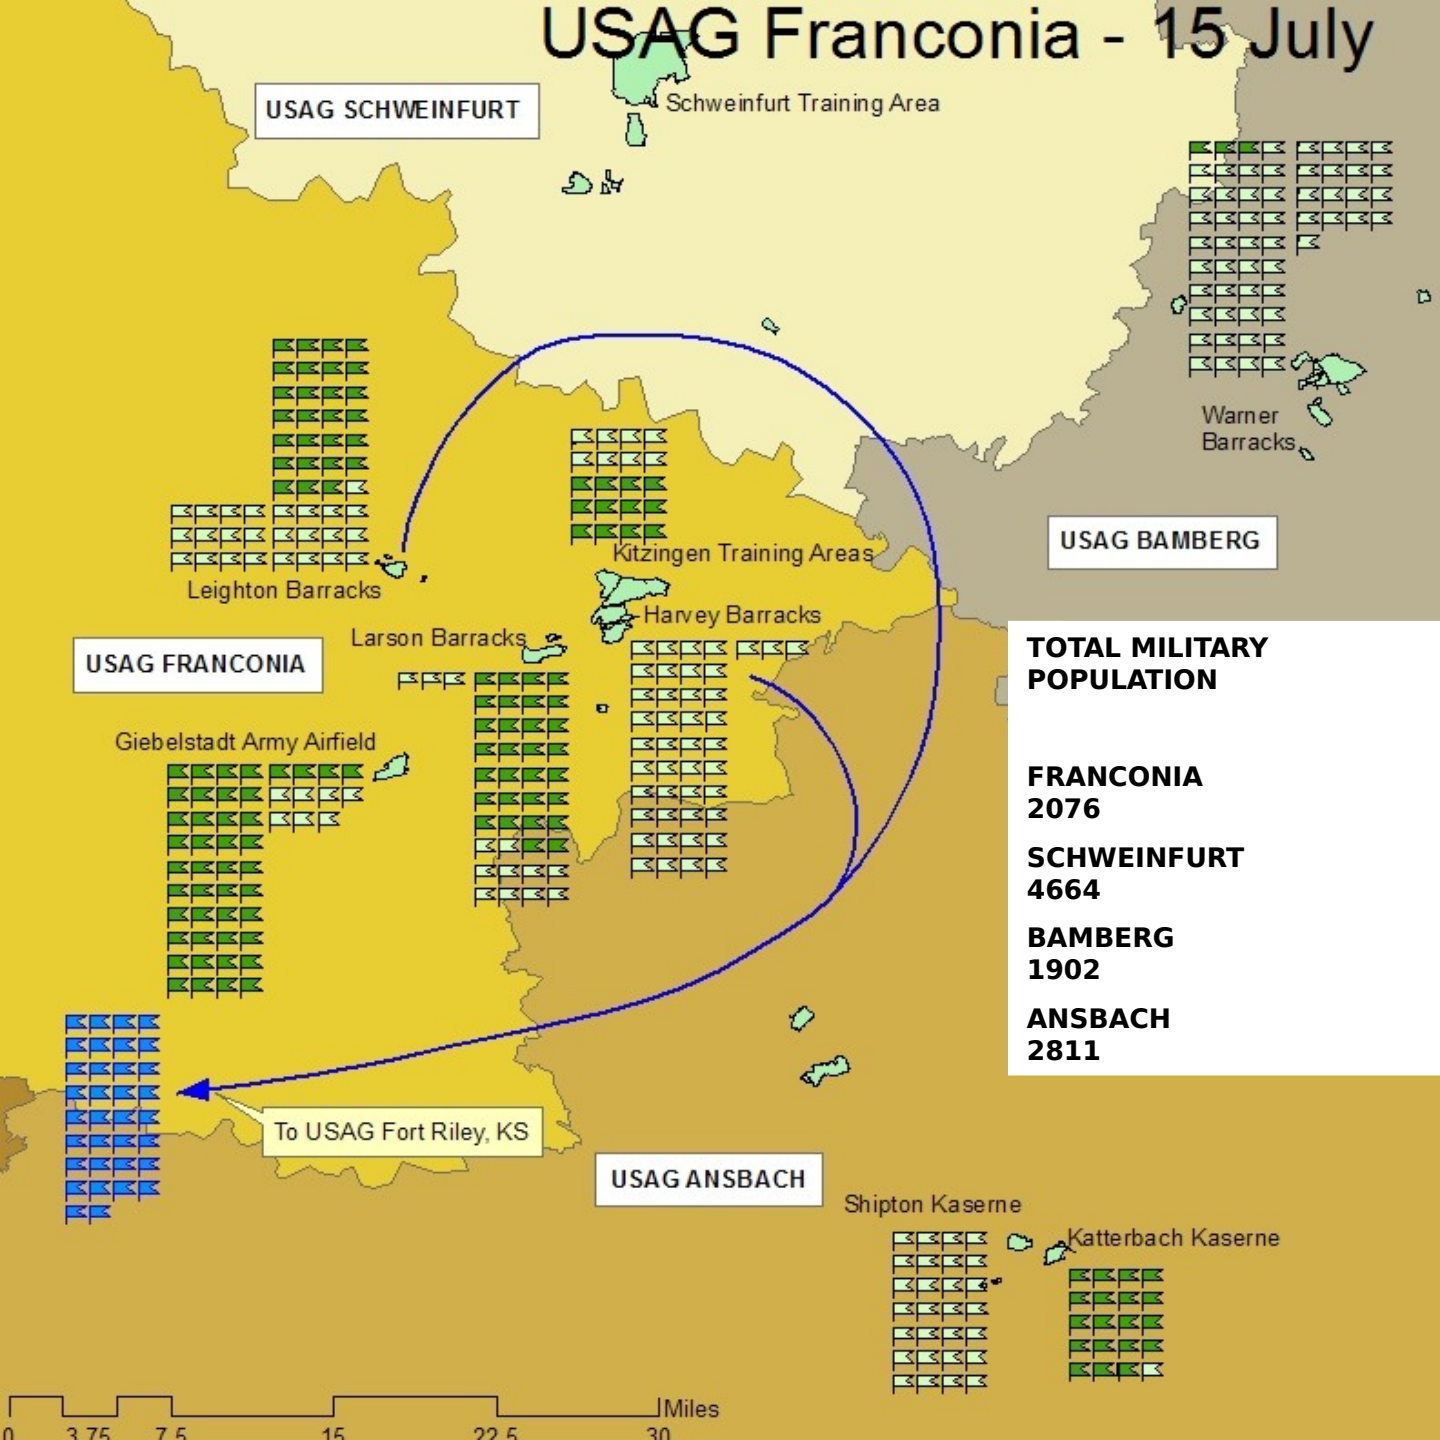 USAG Franconia - 15 July
USAG SCHWEINFURT
Schweinfurt Training Area
Warner
Barracks
USAG BAMBERG
Kitzingen Training Areas
Leighton Barracks
Harvey Barracks
Larson Barracks
USAG FRANCONIA
Giebelstadt Army Airfield
TOTAL MILITARY
POPULATION
FRANCONIA
2076
SCHWEINFURT
4664
BAMBERG
1902
ANSBACH
2811
To USAG Fort Riley, KS
USAG ANSBACH
Shipton Kaserne
Katterbach Kaserne
Miles
0 3.75 7.5 15 22.5 30